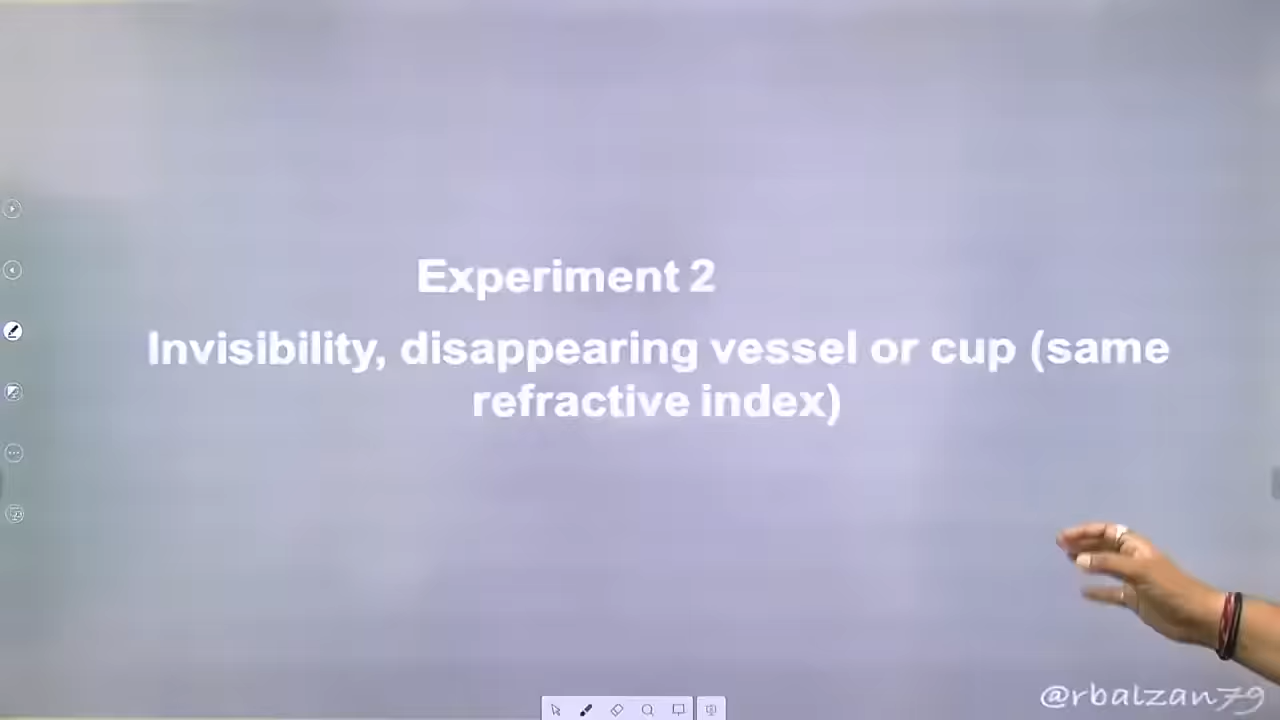 Experiment 2
Invisibility, disappearing vessel or cup (same
refractive index)
@rbalzan79